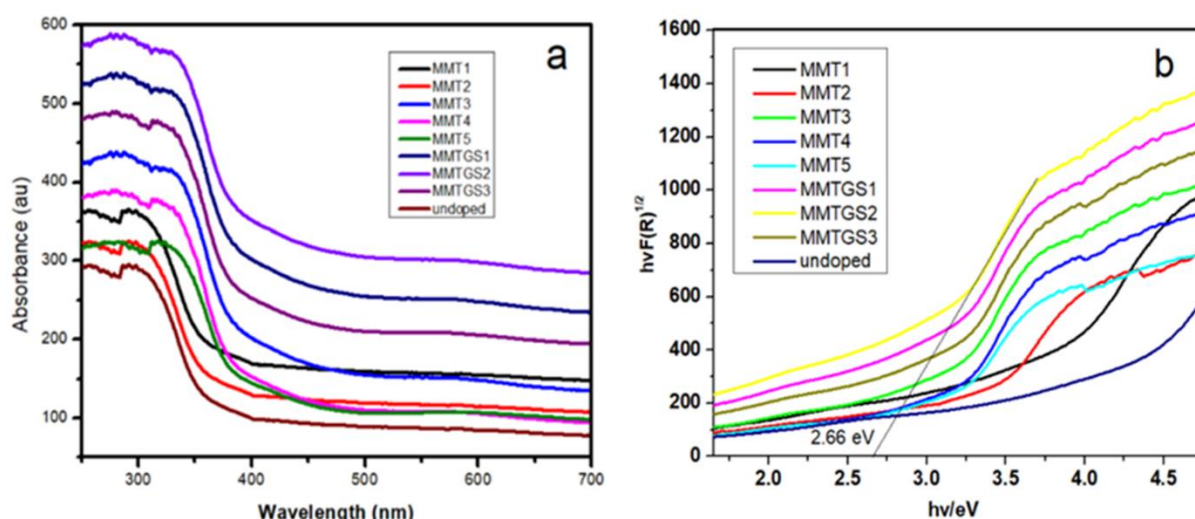 a
600
500
400
300
200
100
Absorbance (au)
MMT1
MMT2
MMT3
MMT4
MMT5
MMTGS1
MMTGS2
MMTGS3
undoped
300 400 500 600 700
Wavelength (nm)
b
1600
1400
1200
1000
800
600
400
200
0
hνF(R)^1/2
MMT1
MMT2
MMT3
MMT4
MMT5
MMTGS1
MMTGS2
MMTGS3
undoped
2.66 eV
2.0 2.5 3.0 3.5 4.0 4.5
hν/eV